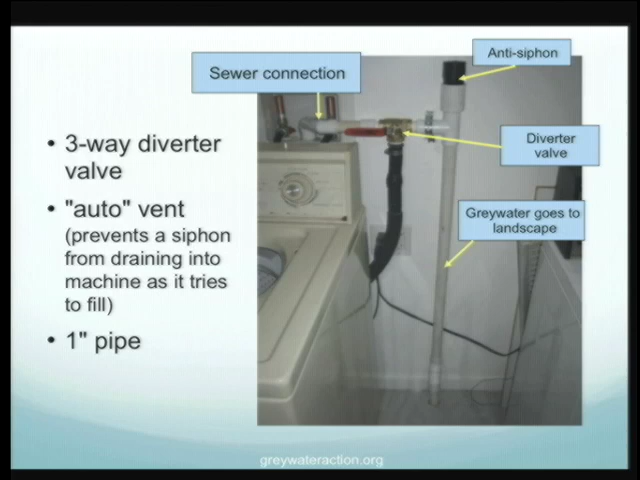 Anti-siphon
Sewer connection
• 3-way diverter
valve
Diverter
valve
• "auto" vent
(prevents a siphon
from draining into
machine as it tries
to fill)
Greywater goes to
landscape
• 1" pipe
greywateraction.org